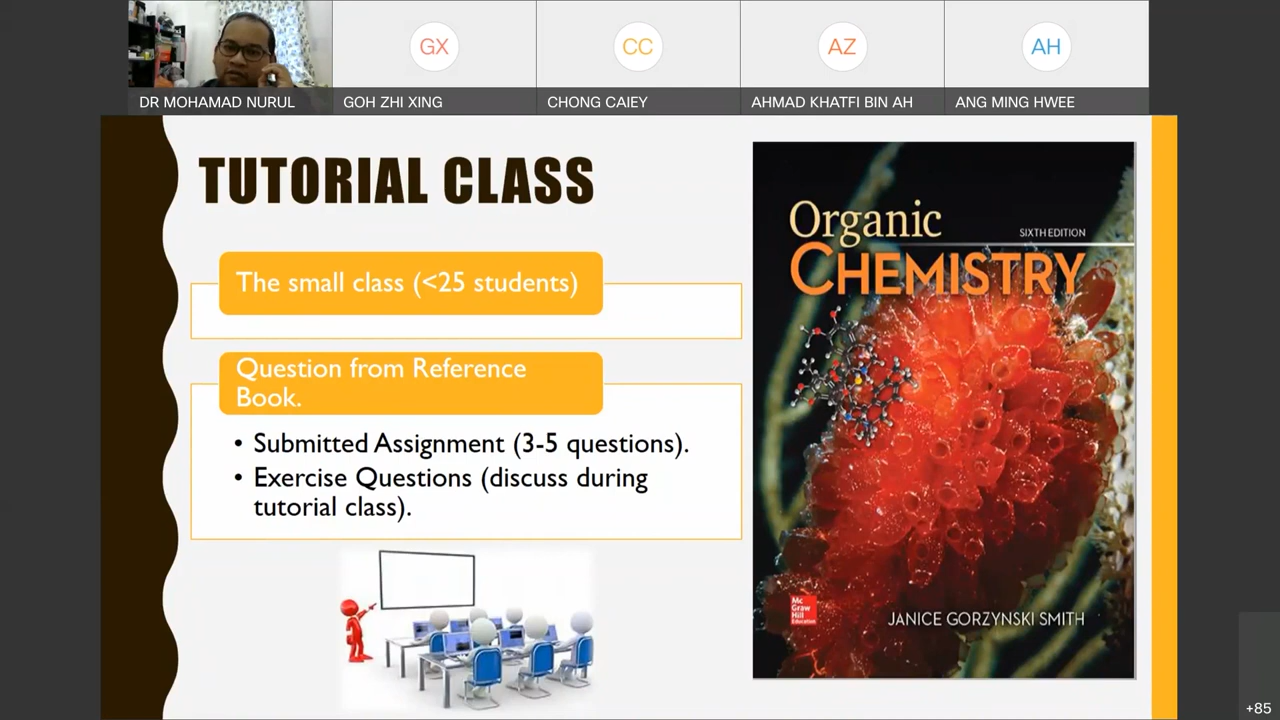 GX
CC
AZ
AH
DR MOHAMAD NURUL
GOH ZHI XING
CHONG CAIEY
AHMAD KHATFI BIN AH
ANG MING HWEE
TUTORIAL CLASS
The small class (<25 students)
Question from Reference
Book.
• Submitted Assignment (3-5 questions).
• Exercise Questions (discuss during
tutorial class).
Organic
SIXTH EDITION
CHEMISTRY
Mc
Graw
Hill
Education
JANICE GORZYNSKI SMITH
+85